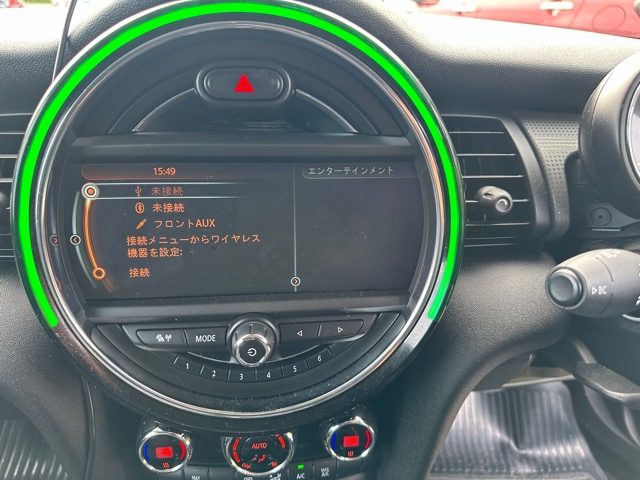 15:49
エンターテインメント
未接続
未接続
フロントAUX
接続メニューからワイヤレス
機器を設定:
接続
MODE
1 2 3 4 5 6
BC
AUTO
A/C
MAX
A/C